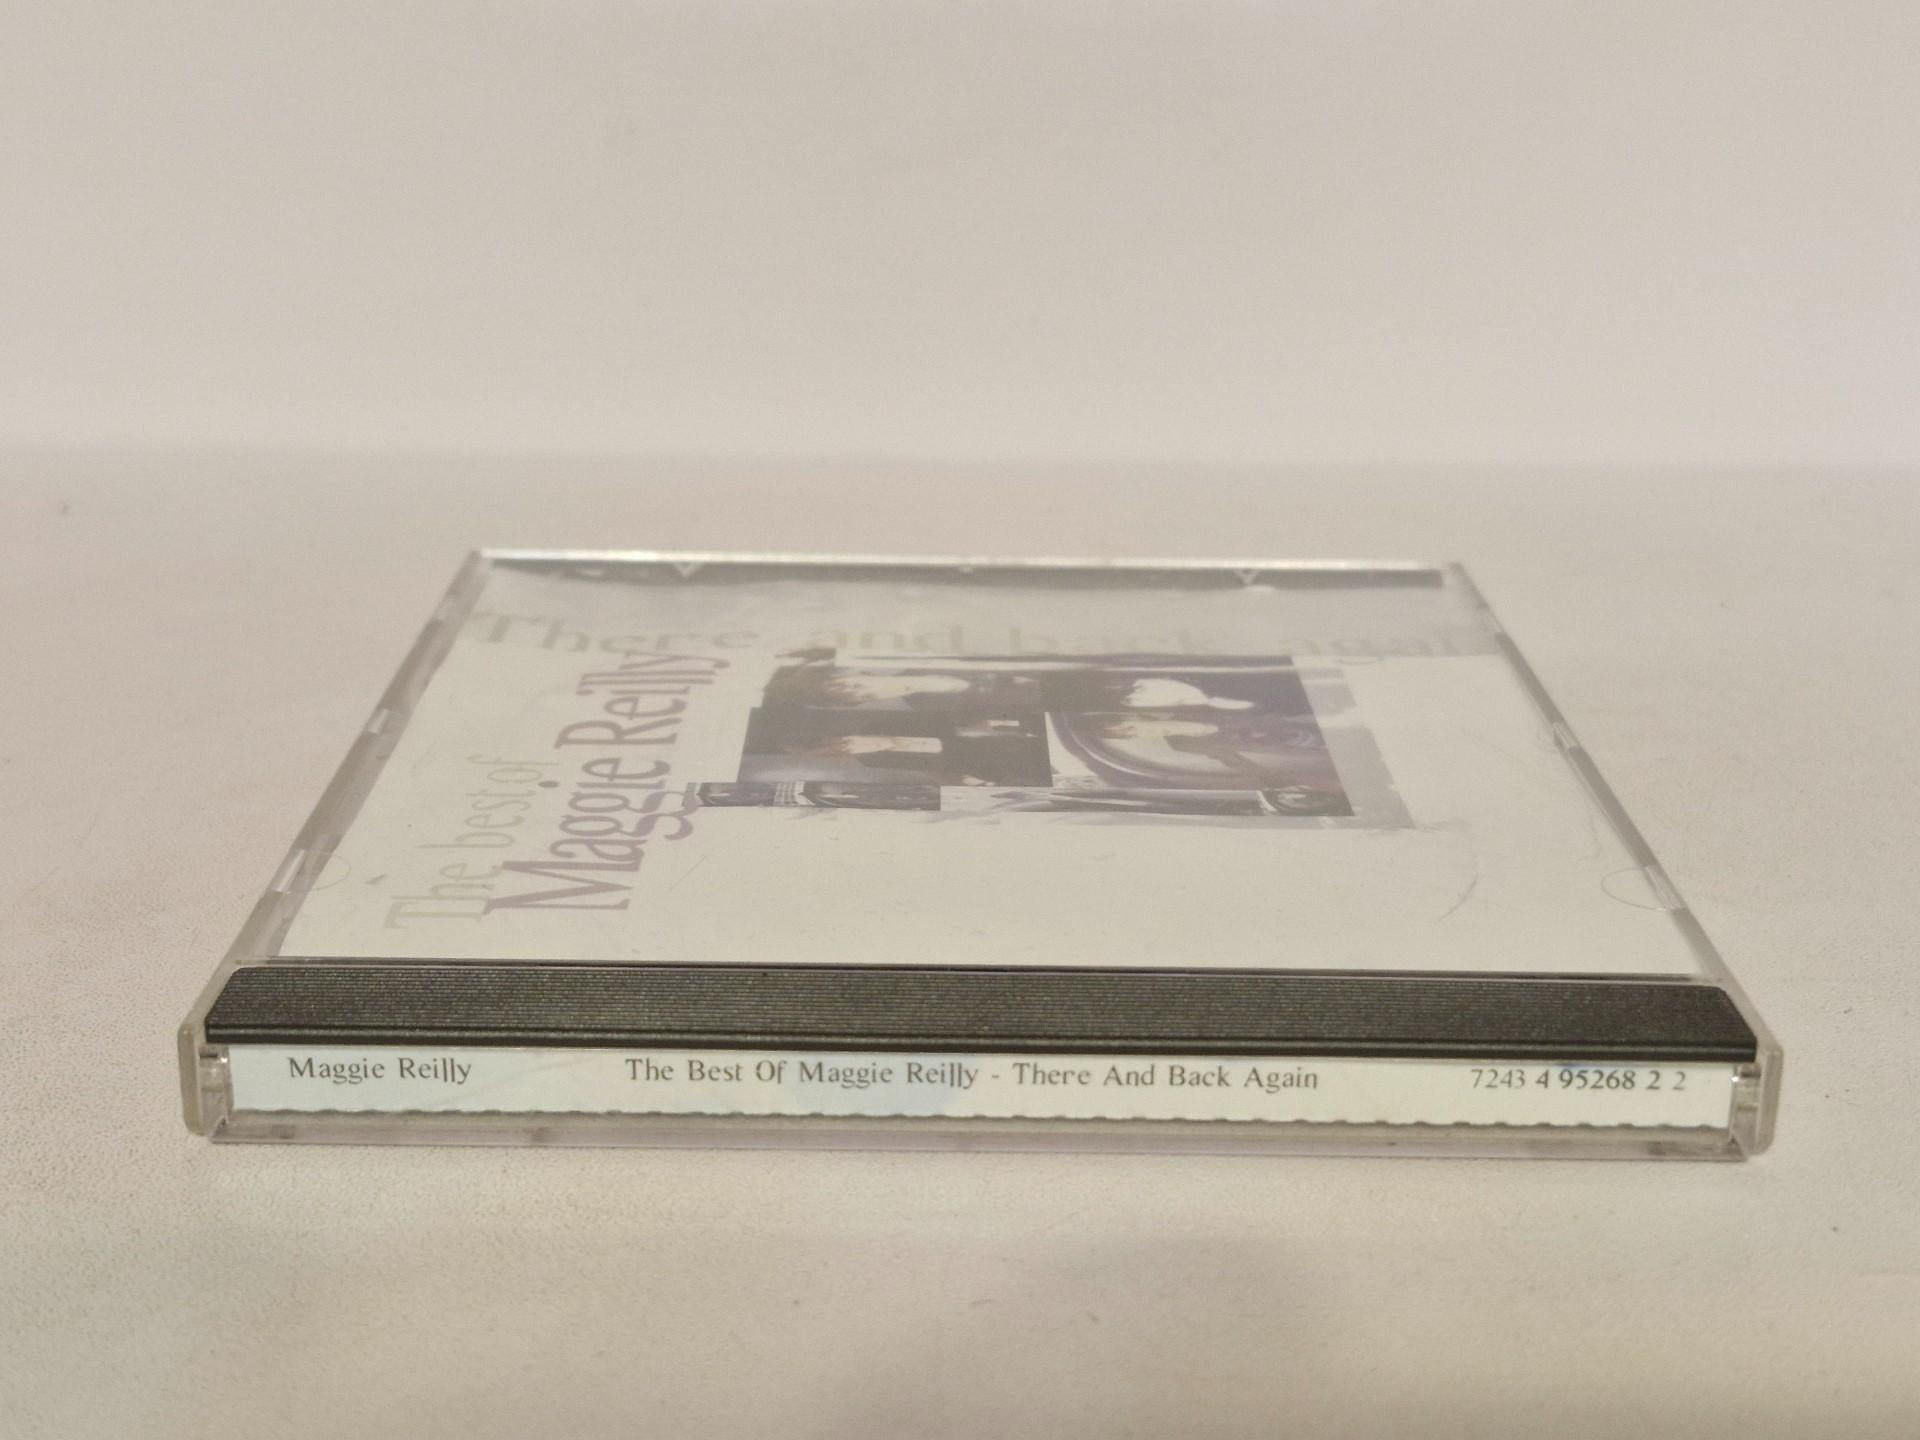 There and back again
The best of
Maggie Reilly
Maggie Reilly The Best Of Maggie Reilly - There And Back Again 7243 4 95268 2 2